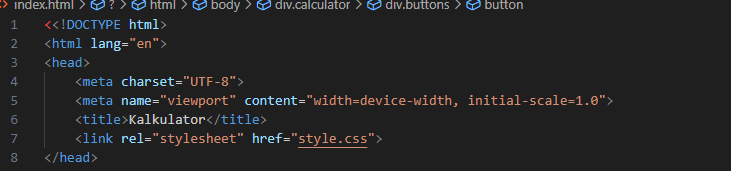 index.html > ? > html > body > div.calculator > div.buttons > button
1 <<!DOCTYPE html>
2 <html lang="en">
3 <head>
4 <meta charset="UTF-8">
5 <meta name="viewport" content="width=device-width, initial-scale=1.0">
6 <title>Kalkulator</title>
7 <link rel="stylesheet" href="style.css">
8 </head>